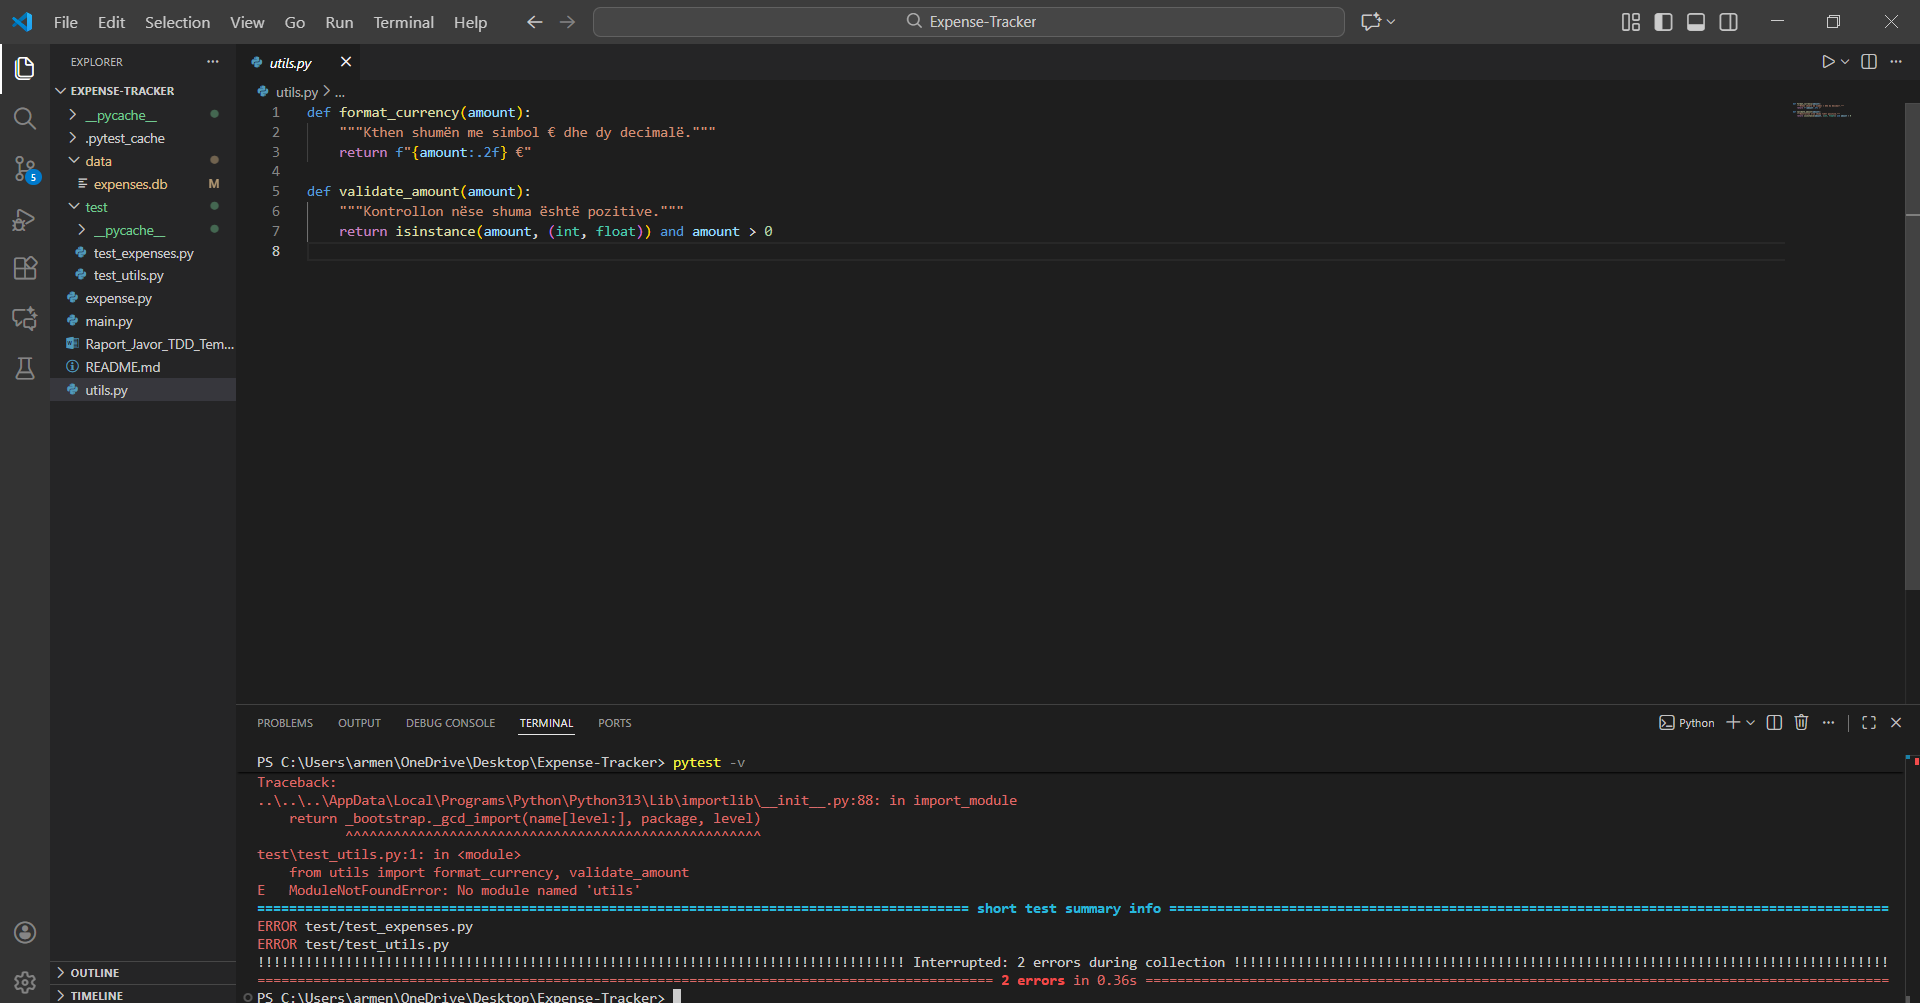 File Edit Selection View Go Run Terminal Help
Expense-Tracker
EXPLORER
EXPENSE-TRACKER
__pycache__
.pytest_cache
data
expenses.db M
test
__pycache__
test_expenses.py
test_utils.py
expense.py
main.py
Raport_Javor_TDD_Tem...
README.md
utils.py
5
OUTLINE
TIMELINE
utils.py
utils.py > ...
1 def format_currency(amount):
2 """Kthen shumën me simbol € dhe dy decimalë."""
3 return f"{amount:.2f} €"
4
5 def validate_amount(amount):
6 """Kontrollon nëse shuma është pozitive."""
7 return isinstance(amount, (int, float)) and amount > 0
8
PROBLEMS OUTPUT DEBUG CONSOLE TERMINAL PORTS
Python
PS C:\Users\armen\OneDrive\Desktop\Expense-Tracker> pytest -v
Traceback:
..\..\..\AppData\Local\Programs\Python\Python313\Lib\importlib\__init__.py:88: in import_module
return _bootstrap._gcd_import(name[level:], package, level)
^^^^^^^^^^^^^^^^^^^^^^^^^^^^^^^^^^^^^^^^^^^^^^^^^^^^
test\test_utils.py:1: in <module>
from utils import format_currency, validate_amount
E ModuleNotFoundError: No module named 'utils'
=========================== short test summary info ===========================
ERROR test/test_expenses.py
ERROR test/test_utils.py
!!!!!!!!!!!!!!!!!!!!!!!!!!! Interrupted: 2 errors during collection !!!!!!!!!!!!!!!!!!!!!!!!!!!
=========================== 2 errors in 0.36s ===========================
PS C:\Users\armen\OneDrive\Desktop\Expense-Tracker>